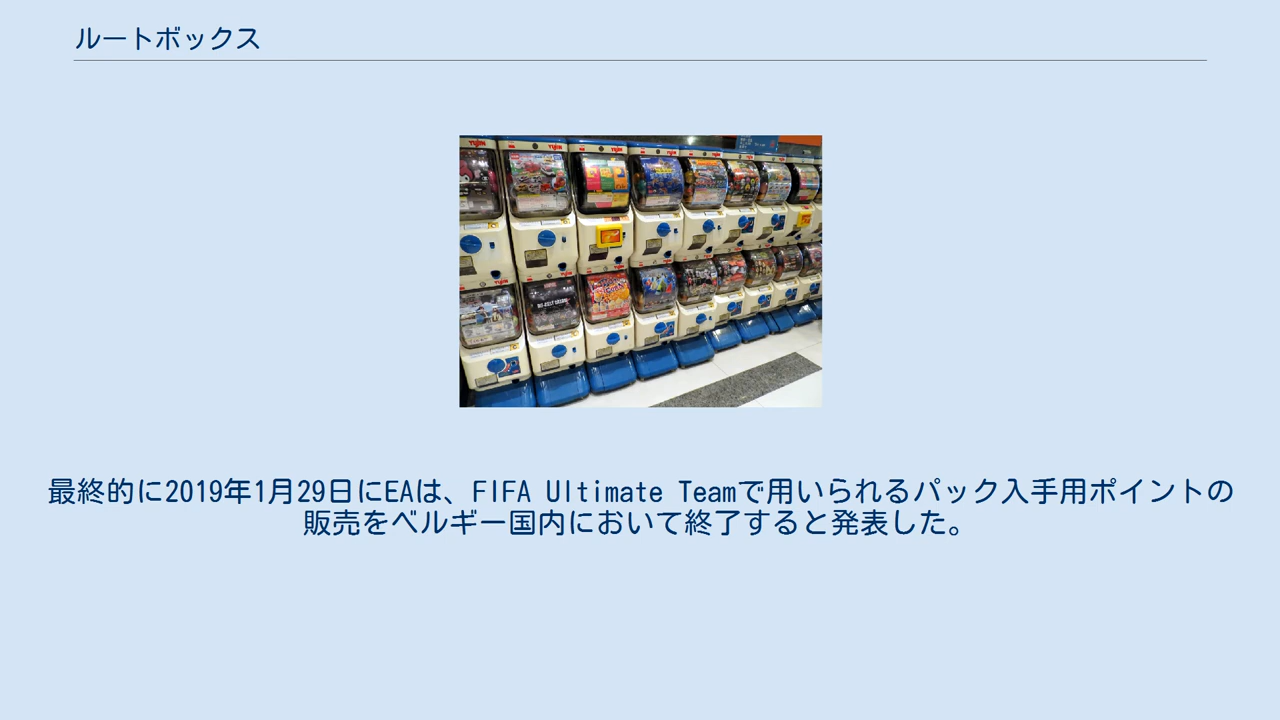 ルートボックス
最終的に2019年1月29日にEAは、FIFA Ultimate Teamで用いられるパック入手用ポイントの
販売をベルギー国内において終了すると発表した。